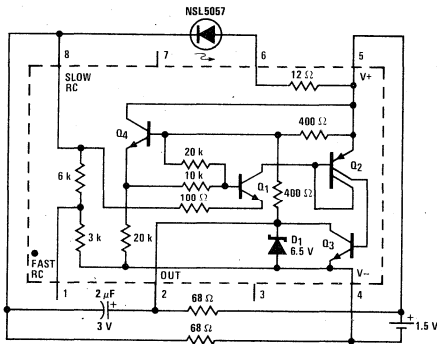 NSL5057
8
7
6
5
SLOW
RC
12 Ω
V+
Q4
400 Ω
20 k
10 k
Q1
Q2
6 k
100 Ω
400 Ω
3 k
20 k
D1
6.5 V
Q3
FAST
RC
OUT
V–
1
2 μF
2
68 Ω
3
4
3 V
68 Ω
+
1.5 V